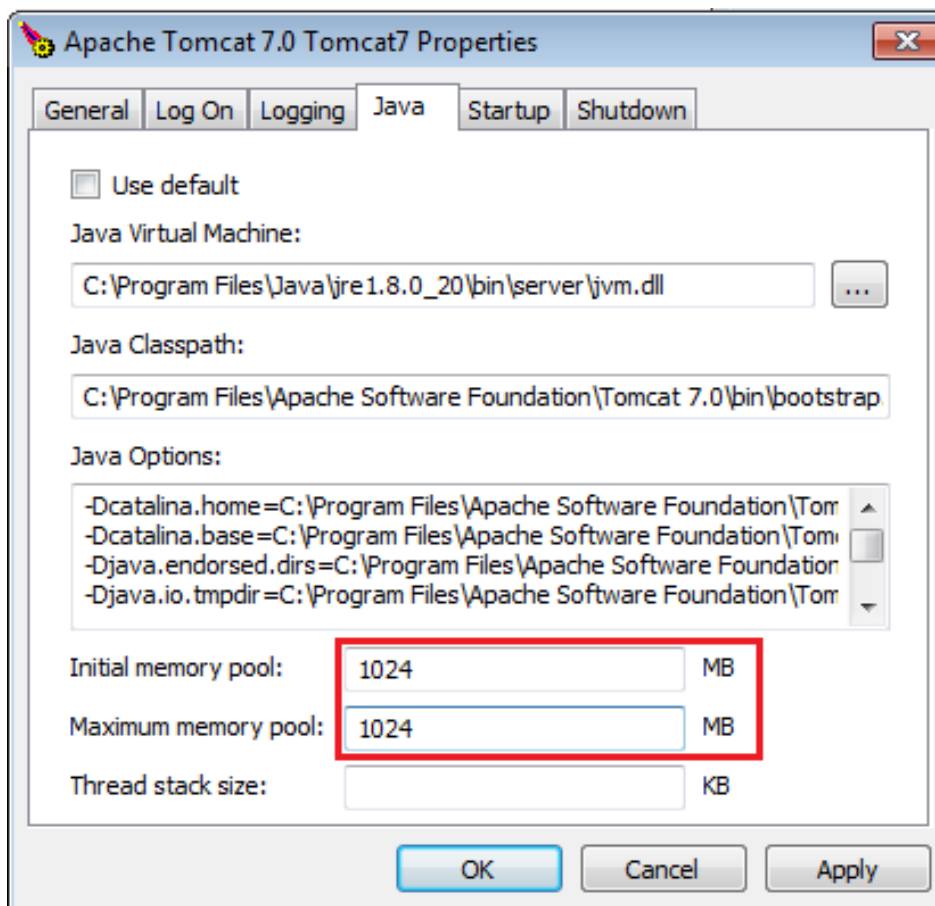 Apache Tomcat 7.0 Tomcat7 Properties
General Log On Logging Java Startup Shutdown
Use default
Java Virtual Machine:
C:\Program Files\Java\jre1.8.0_20\bin\server\jvm.dll ...
Java Classpath:
C:\Program Files\Apache Software Foundation\Tomcat 7.0\bin\bootstrap.
Java Options:
-Dcatalina.home=C:\Program Files\Apache Software Foundation\Tom
-Dcatalina.base=C:\Program Files\Apache Software Foundation\Tom
-Djava.endorsed.dirs=C:\Program Files\Apache Software Foundation
-Djava.io.tmpdir=C:\Program Files\Apache Software Foundation\Tom
Initial memory pool: 1024 MB
Maximum memory pool: 1024 MB
Thread stack size: KB
OK Cancel Apply